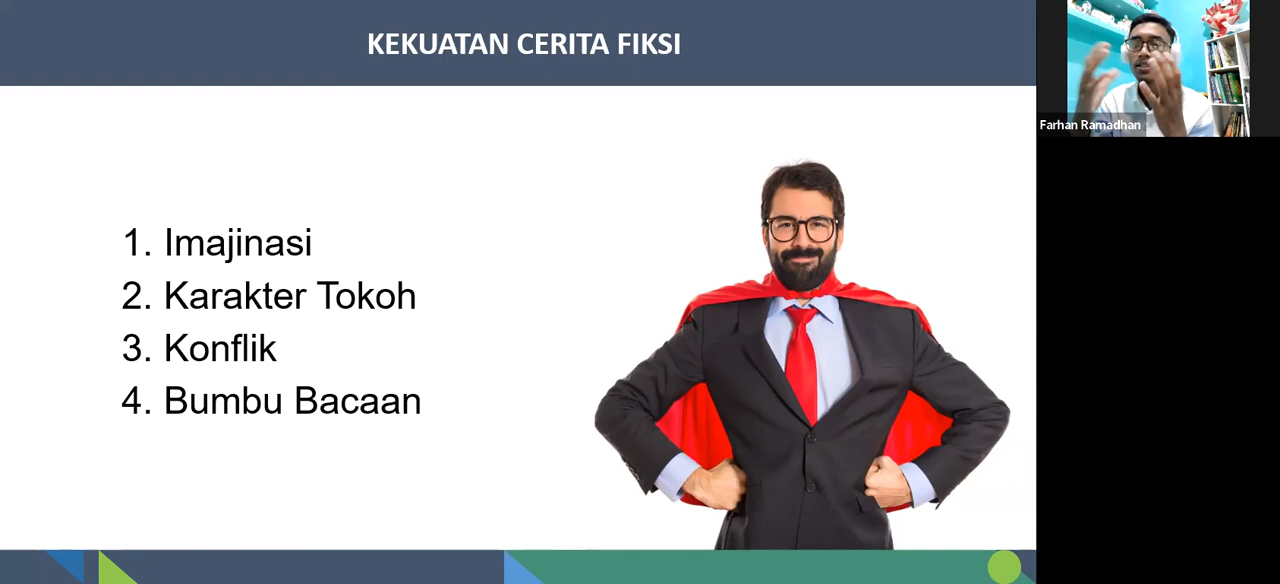 KEKUATAN CERITA FIKSI
1. Imajinasi
2. Karakter Tokoh
3. Konflik
4. Bumbu Bacaan
Farhan Ramadhan